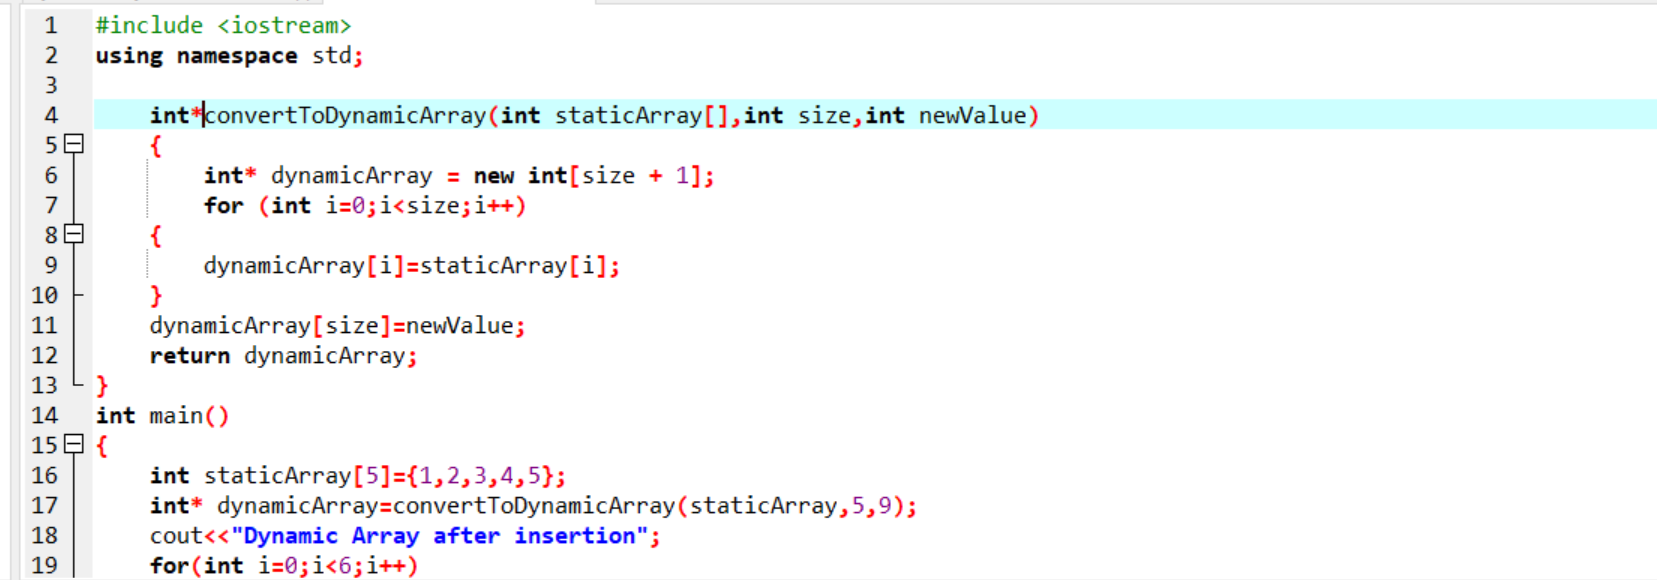 1 #include <iostream>
2 using namespace std;
3
4 int*convertToDynamicArray(int staticArray[],int size,int newValue)
5 {
6 int* dynamicArray = new int[size + 1];
7 for (int i=0;i<size;i++)
8 {
9 dynamicArray[i]=staticArray[i];
10 }
11 dynamicArray[size]=newValue;
12 return dynamicArray;
13 }
14 int main()
15 {
16 int staticArray[5]={1,2,3,4,5};
17 int* dynamicArray=convertToDynamicArray(staticArray,5,9);
18 cout<<"Dynamic Array after insertion";
19 for(int i=0;i<6;i++)